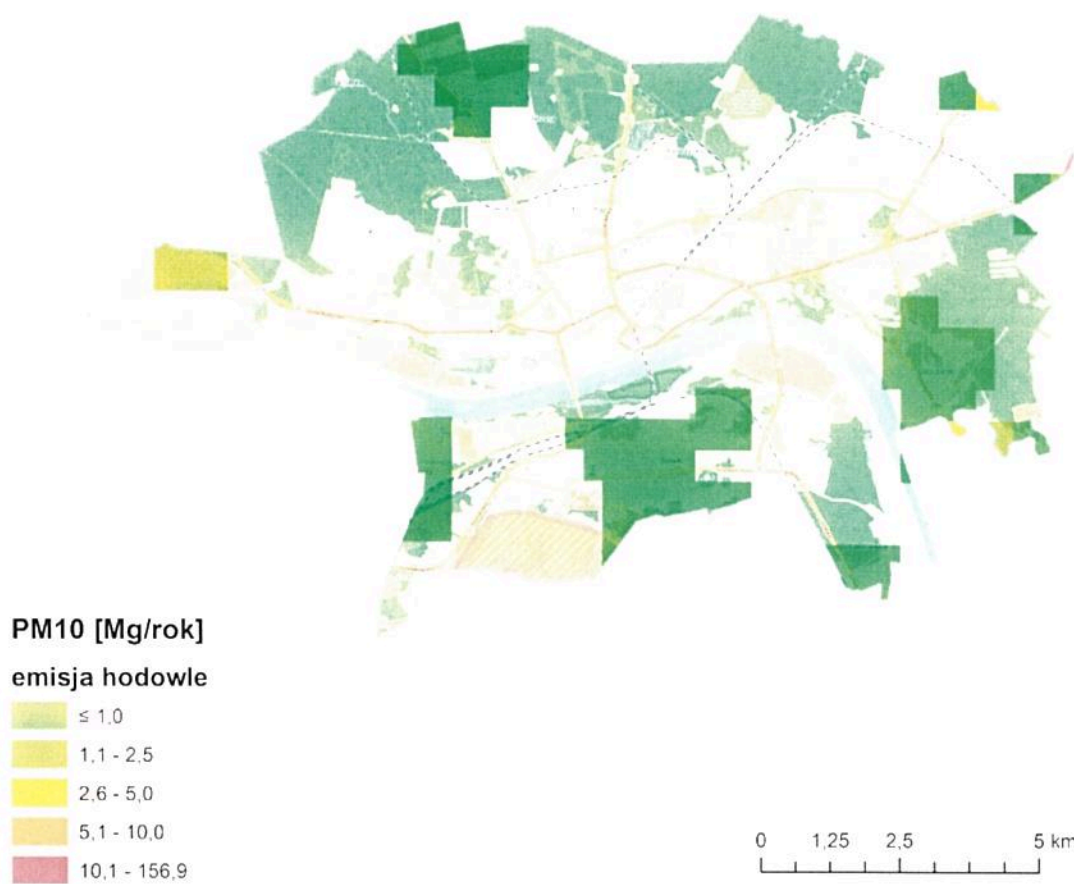 PM10 [Mg/rok]
emisja hodowle
≤ 1,0
1,1 - 2,5
2,6 - 5,0
5,1 - 10,0
10,1 - 156,9
0 1,25 2,5 5 km